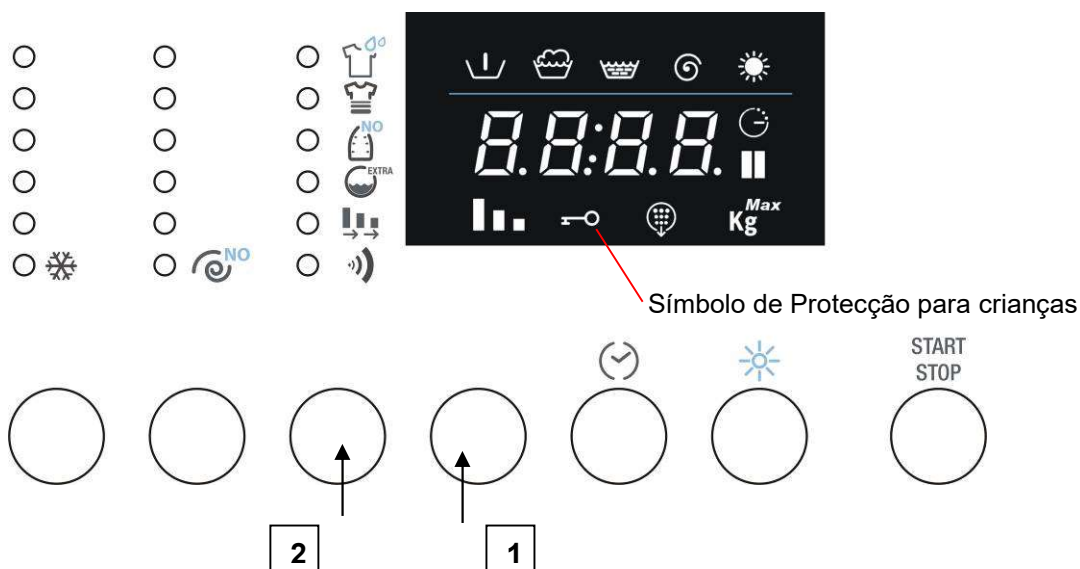 NO
EXTRA
NO
8.8:8.8.
Max
Kg
Símbolo de Protecção para crianças
START
STOP
2
1